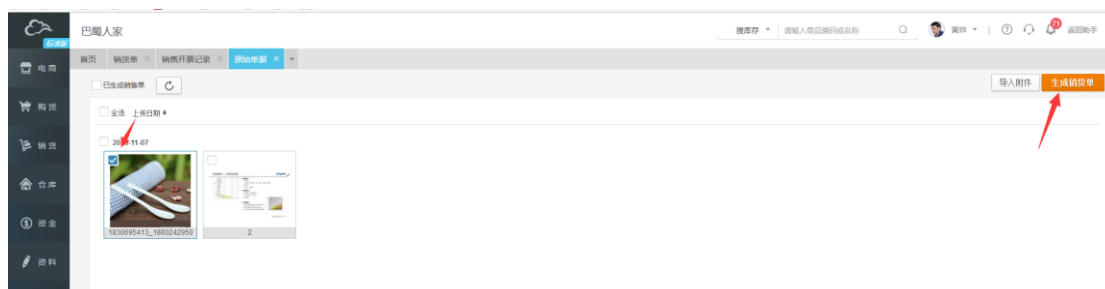 标准版
巴蜀人家
搜库存 请输入商品编码或名称
黄帅 | 71 返回助手
首页 销货单 × 销售开票记录 × 原始单据 ×
电商
购货
销货
仓库
资金
资料
已生成销售单
导入附件 生成销货单
全选 上传日期
-11-07
1830695413_1880242950
2